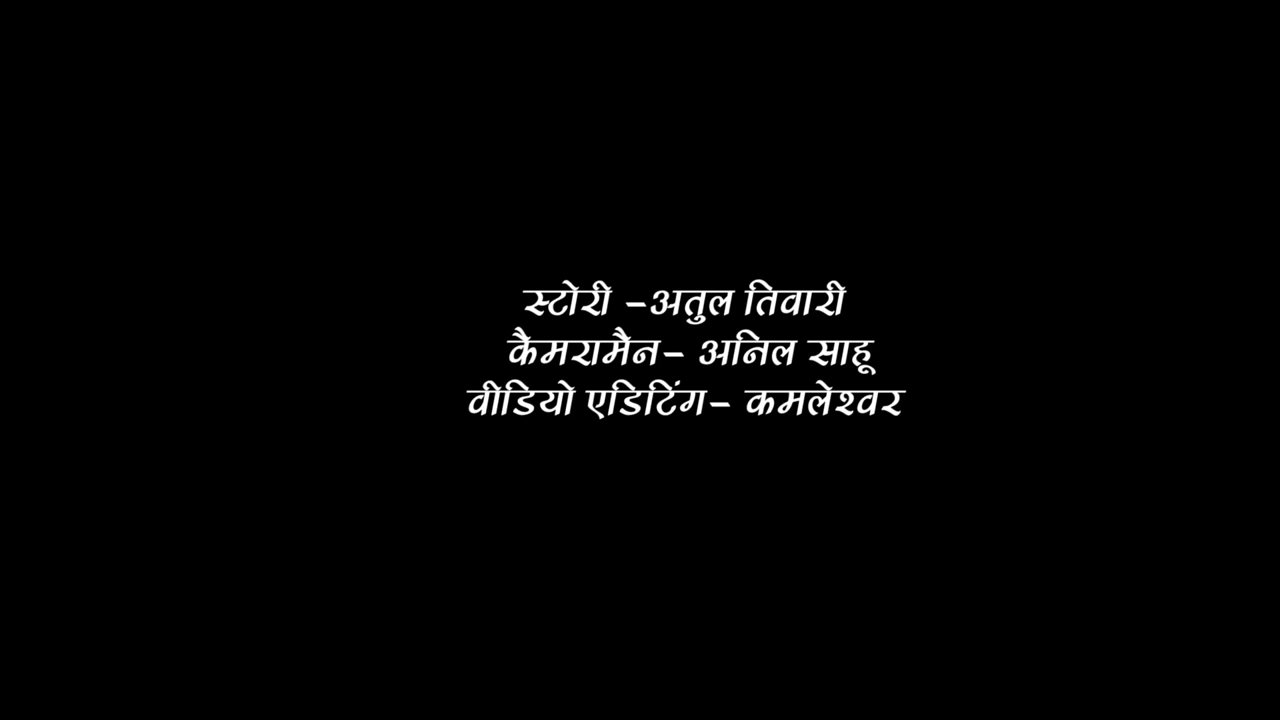 स्टोरी -अतुल तिवारी
कैमरामैन- अनिल साहू
वीडियो एडिटिंग- कमलेश्वर